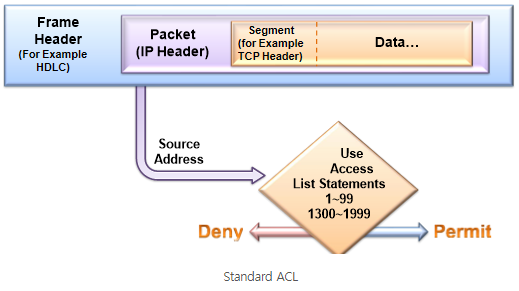 Frame
Header
(For Example
HDLC)
Packet
(IP Header)
Segment
(for Example
TCP Header)
Data...
Source
Address
Use
Access
List Statements
1~99
1300~1999
Deny
Permit
Standard ACL